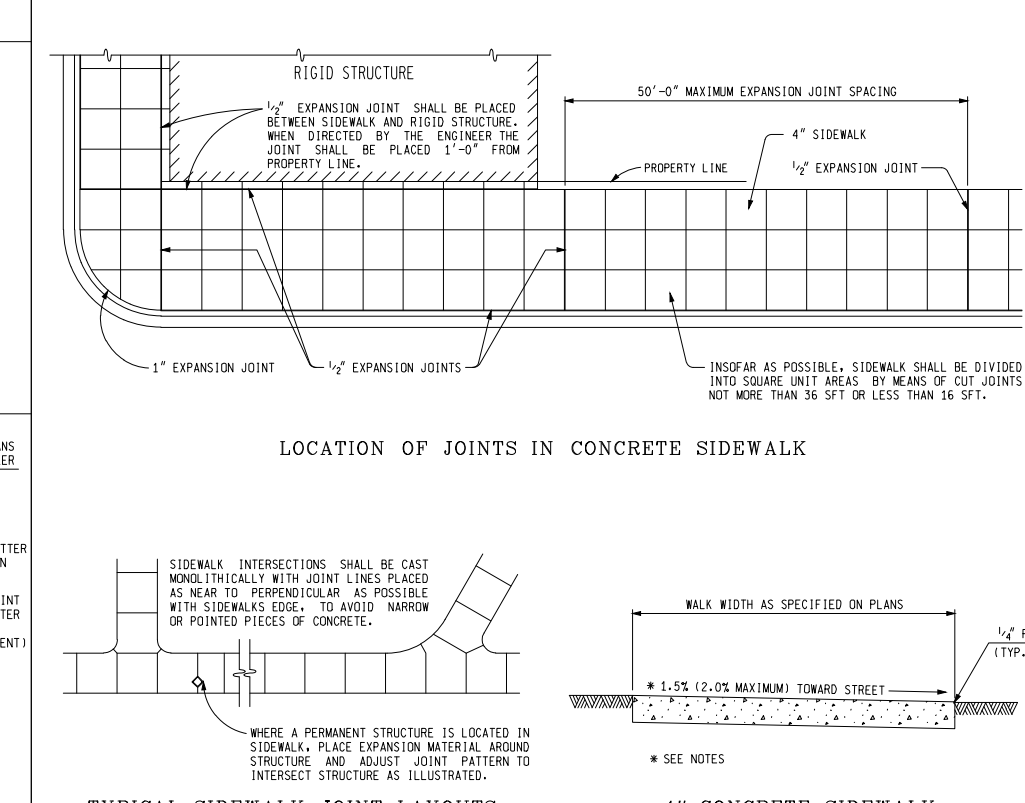 RIGID STRUCTURE
1/2" EXPANSION JOINT SHALL BE PLACED
BETWEEN SIDEWALK AND RIGID STRUCTURE.
WHEN DIRECTED BY THE ENGINEER THE
JOINT SHALL BE PLACED 1'-0" FROM
PROPERTY LINE.
50'-0" MAXIMUM EXPANSION JOINT SPACING
4" SIDEWALK
PROPERTY LINE
1/2" EXPANSION JOINT
1" EXPANSION JOINT
1/2" EXPANSION JOINTS
INSOFAR AS POSSIBLE, SIDEWALK SHALL BE DIVIDED
INTO SQUARE UNIT AREAS BY MEANS OF CUT JOINTS
NOT MORE THAN 36 SFT OR LESS THAN 16 SFT.
LOCATION OF JOINTS IN CONCRETE SIDEWALK
SIDEWALK INTERSECTIONS SHALL BE CAST
MONOLITHICALLY WITH JOINT LINES PLACED
AS NEAR TO PERPENDICULAR AS POSSIBLE
WITH SIDEWALKS EDGE, TO AVOID NARROW
OR POINTED PIECES OF CONCRETE.
WHERE A PERMANENT STRUCTURE IS LOCATED IN
SIDEWALK, PLACE EXPANSION MATERIAL AROUND
STRUCTURE AND ADJUST JOINT PATTERN TO
INTERSECT STRUCTURE AS ILLUSTRATED.
TYPICAL SIDEWALK JOINT LAYOUTS
WALK WIDTH AS SPECIFIED ON PLANS
1/4"
(TYP.
* 1.5% (2.0% MAXIMUM) TOWARD STREET
* SEE NOTES
4" CONCRETE SIDEWALK